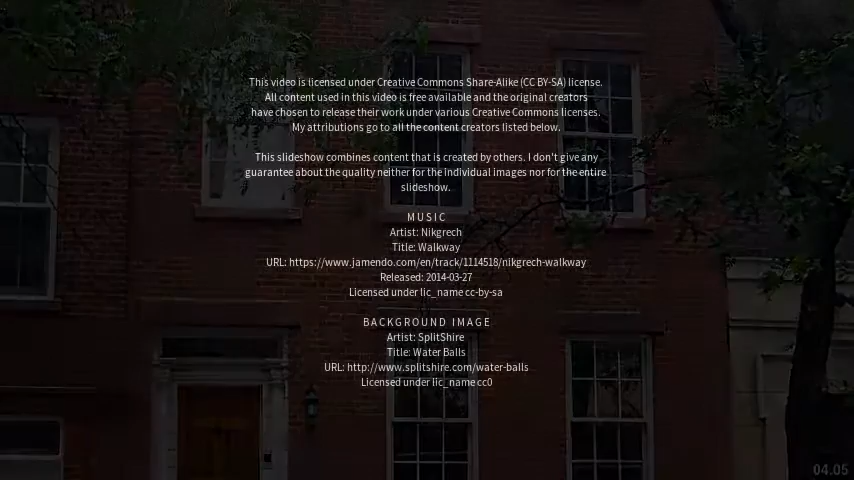 This video is licensed under Creative Commons Share-Alike (CC BY-SA) license.
All content used in this video is free available and the original creators
have chosen to release their work under various Creative Commons licenses.
My attributions go to all the content creators listed below.
This slideshow combines content that is created by others. I don't give any
guarantee about the quality neither for the individual images nor for the entire
slideshow.
MUSIC
Artist: Nikgrech
Title: Walkway
URL: https://www.jamendo.com/en/track/1114518/nikgrech-walkway
Released: 2014-03-27
Licensed under lic_name cc-by-sa
BACKGROUND IMAGE
Artist: SplitShire
Title: Water Balls
URL: http://www.splitshire.com/water-balls
Licensed under lic_name cc0
04.05